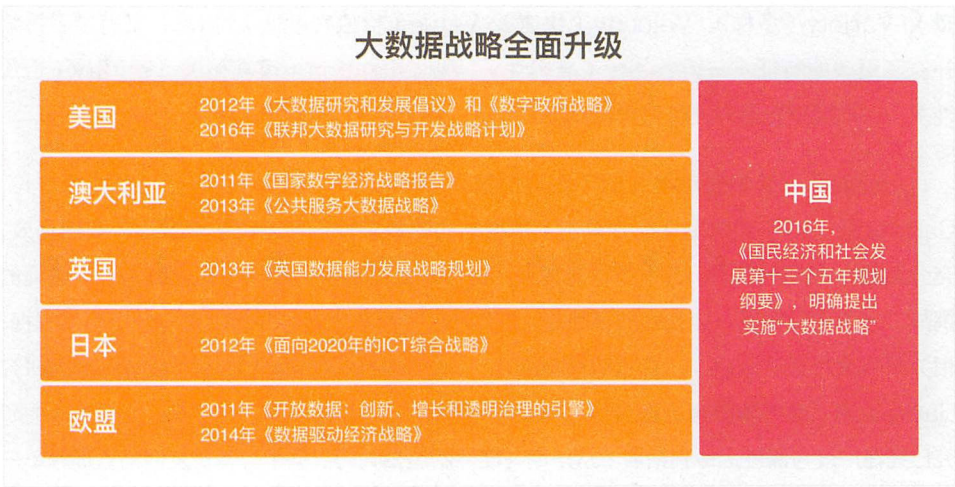 大数据战略全面升级
美国
2012年《大数据研究和发展倡议》和《数字政府战略》
2016年《联邦大数据研究与开发战略计划》
澳大利亚
2011年《国家数字经济战略报告》
2013年《公共服务大数据战略》
英国
2013年《英国数据能力发展战略规划》
日本
2012年《面向2020年的ICT综合战略》
欧盟
2011年《开放数据：创新、增长和透明治理的引擎》
2014年《数据驱动经济战略》
中国
2016年，
《国民经济和社会发
展第十三个五年规划
纲要》，明确提出
实施“大数据战略”